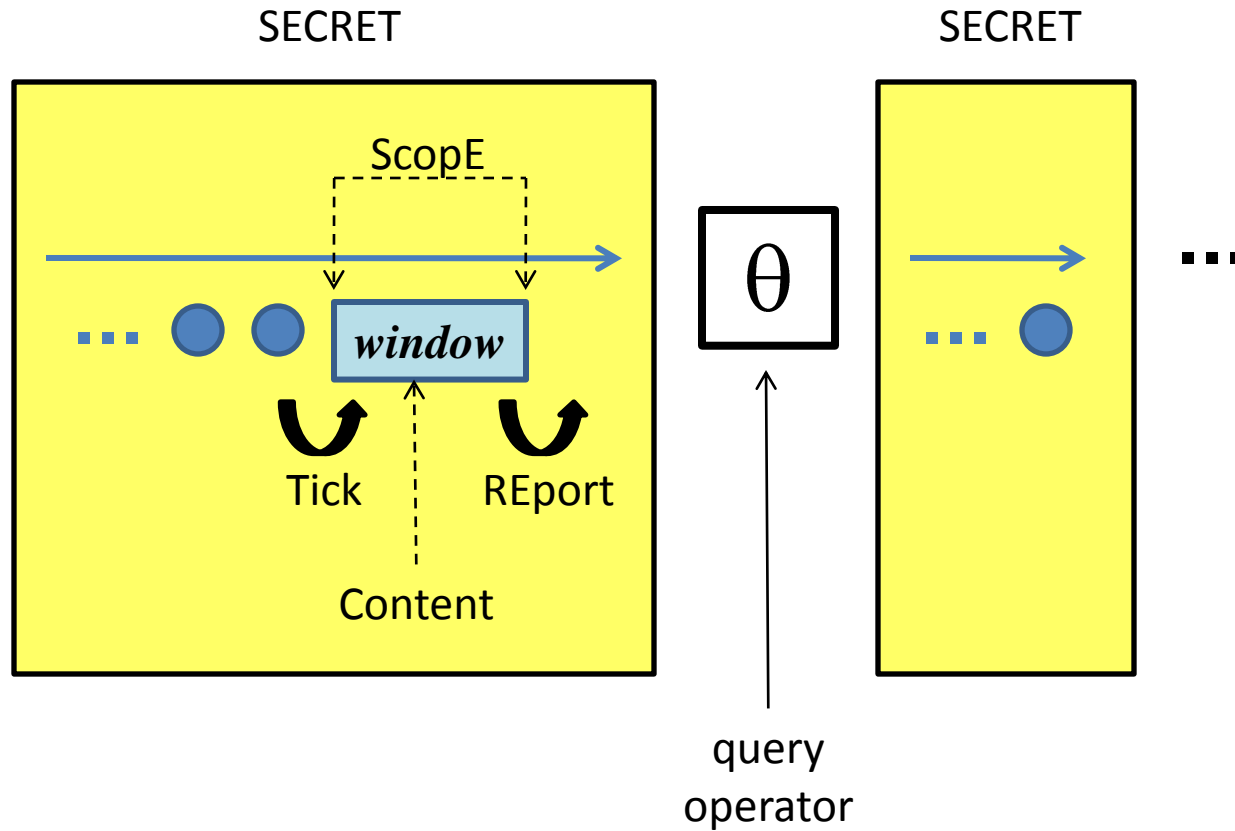 SECRET
SECRET
ScopE
θ
window
Tick
REport
Content
query
operator